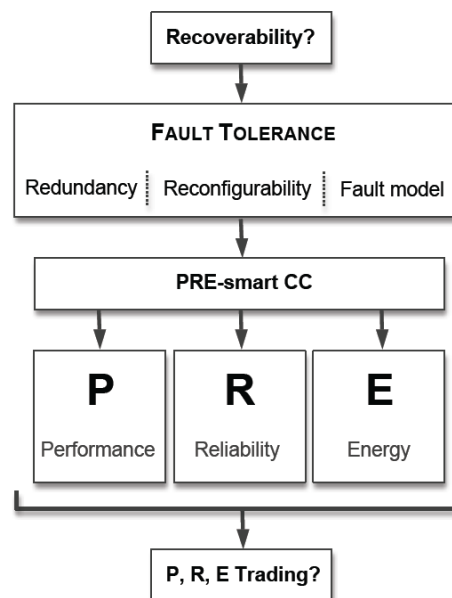 Recoverability?
FAULT TOLERANCE
Redundancy Reconfigurability Fault model
PRE-smart CC
P R E
Performance Reliability Energy
P, R, E Trading?